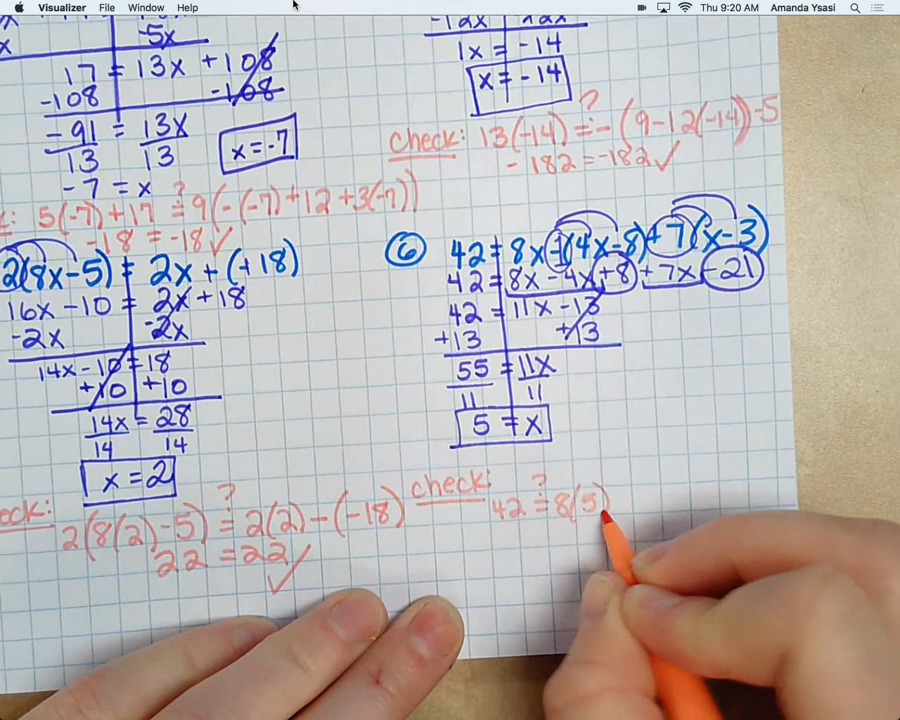 Visualizer File Window Help Thu 9:20 AM Amanda Ysasi
-5x
17 = 13x + 108
-108 -108
-91 = 13x
13 13
-7 = x
x = -7
5(-7)+17 ?= 9(-(-7)+12+3(-7))
-18 = -18 ✓
2(8x-5) = 2x + (+18)
16x - 10 = 2x + 18
-2x -2x
14x - 10 = 18
+10 +10
14x = 28
14 14
x = 2
2(8(2)-5) ?= 2(2) - (-18)
22 = 22 ✓
1x = -14
x = -14
check: 13(-14) ?= -(9-12(-14))-5
-182 = -182 ✓
6 42 = 8x -1(4x-8)+7(x-3)
42 = 8x - 4x +8 +7x -21
42 = 11x - 13
+13 +13
55 = 11x
11 11
5 = x
check: 42 ?= 8(5)